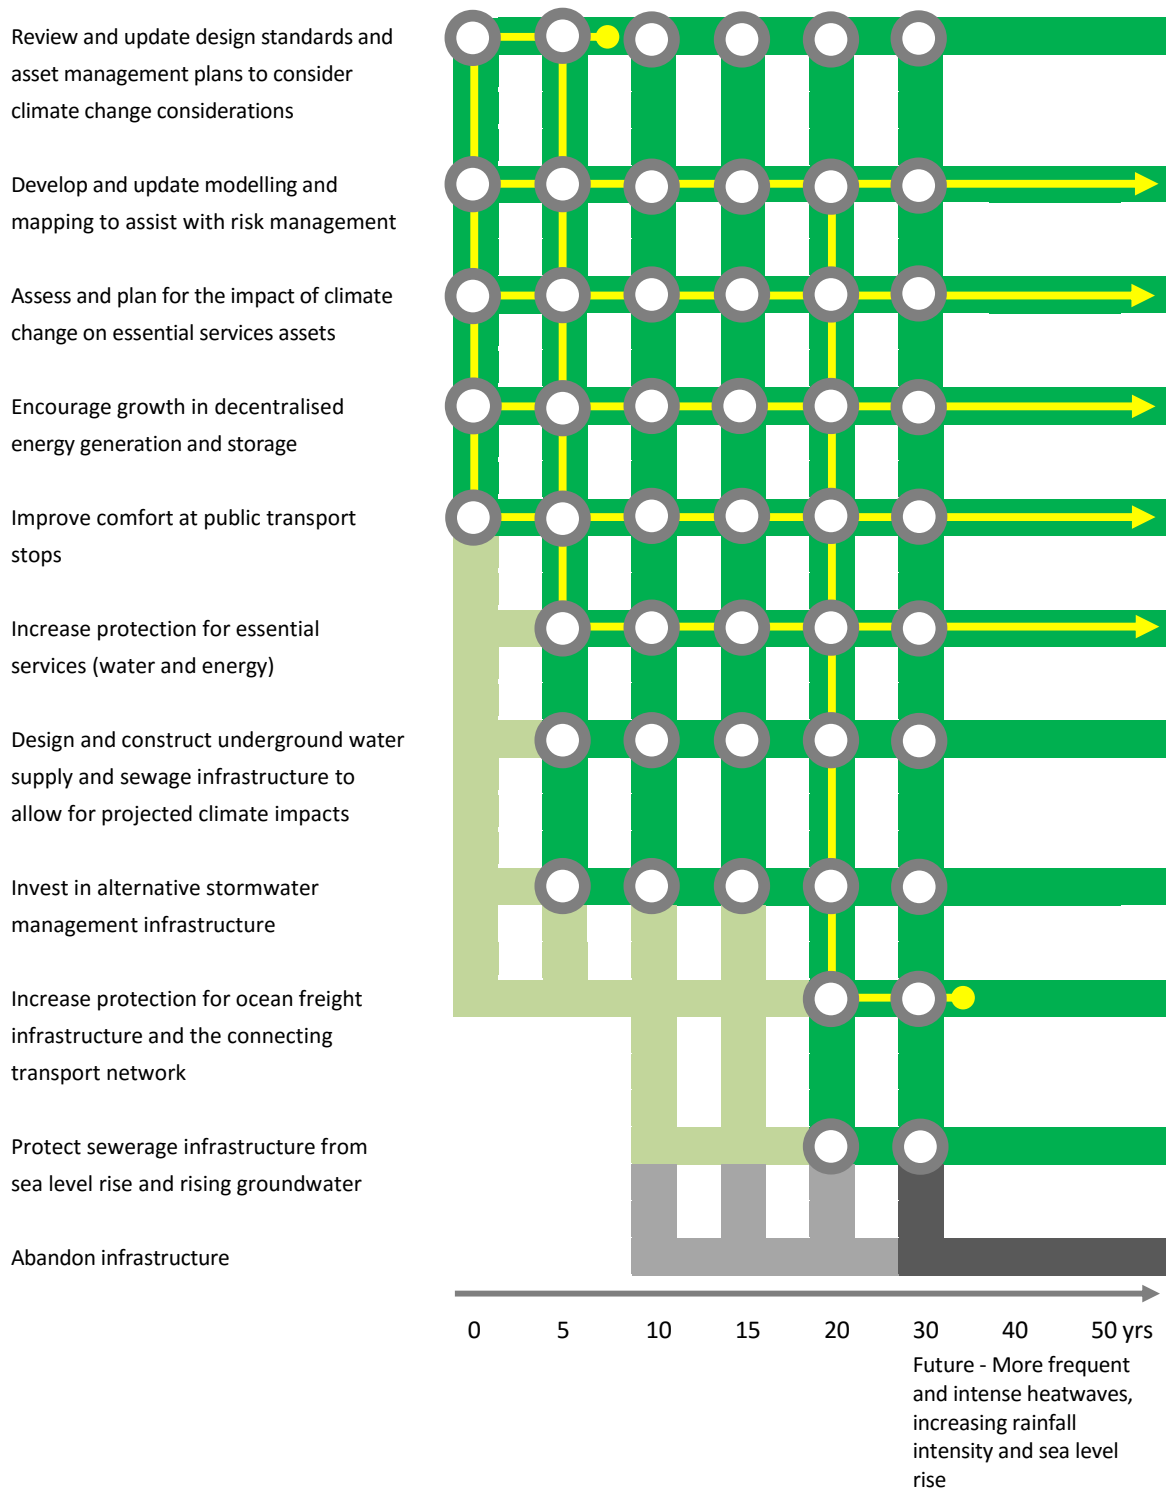 Review and update design standards and
asset management plans to consider
climate change considerations
Develop and update modelling and
mapping to assist with risk management
Assess and plan for the impact of climate
change on essential services assets
Encourage growth in decentralised
energy generation and storage
Improve comfort at public transport
stops
Increase protection for essential
services (water and energy)
Design and construct underground water
supply and sewage infrastructure to
allow for projected climate impacts
Invest in alternative stormwater
management infrastructure
Increase protection for ocean freight
infrastructure and the connecting
transport network
Protect sewerage infrastructure from
sea level rise and rising groundwater
Abandon infrastructure
0 5 10 15 20 30 40 50 yrs
Future - More frequent
and intense heatwaves,
increasing rainfall
intensity and sea level
rise